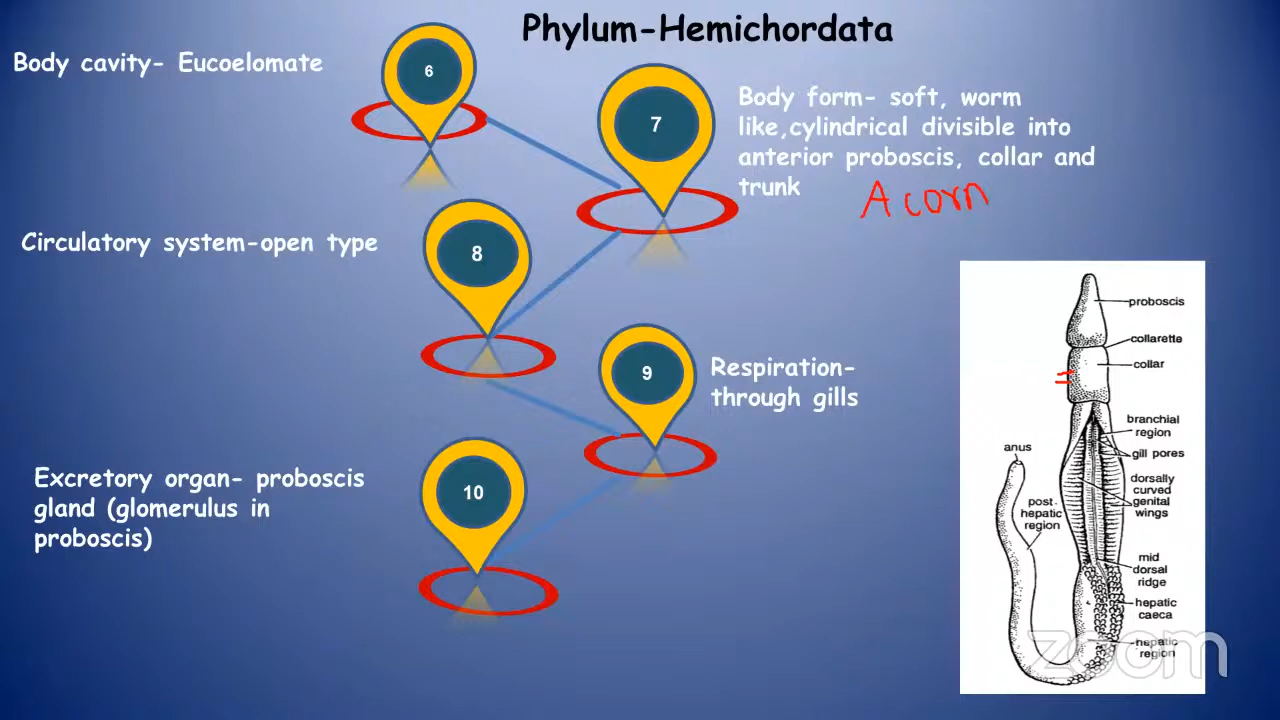 Phylum-Hemichordata
Body cavity- Eucoelomate
6
7
Body form- soft, worm
like,cylindrical divisible into
anterior proboscis, collar and
trunk
Acorn
Circulatory system-open type
8
9
Respiration-
through gills
Excretory organ- proboscis
gland (glomerulus in
proboscis)
10
proboscis
collarette
collar
branchial
region
gill pores
anus
dorsally
curved
genital
wings
post-
hepatic
region
mid
dorsal
ridge
hepatic
caeca
hepatic
region
zoom